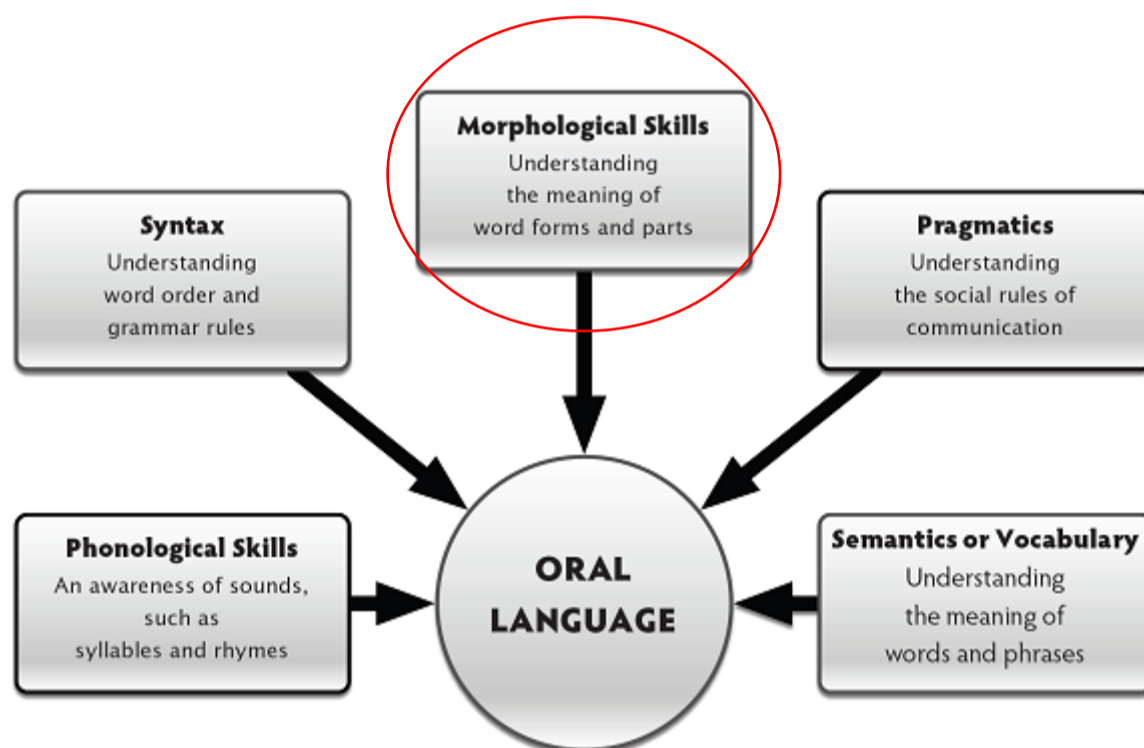 Morphological Skills
Understanding
the meaning of
word forms and parts
Syntax
Understanding
word order and
grammar rules
Pragmatics
Understanding
the social rules of
communication
Phonological Skills
An awareness of sounds,
such as
syllables and rhymes
ORAL
LANGUAGE
Semantics or Vocabulary
Understanding
the meaning of
words and phrases